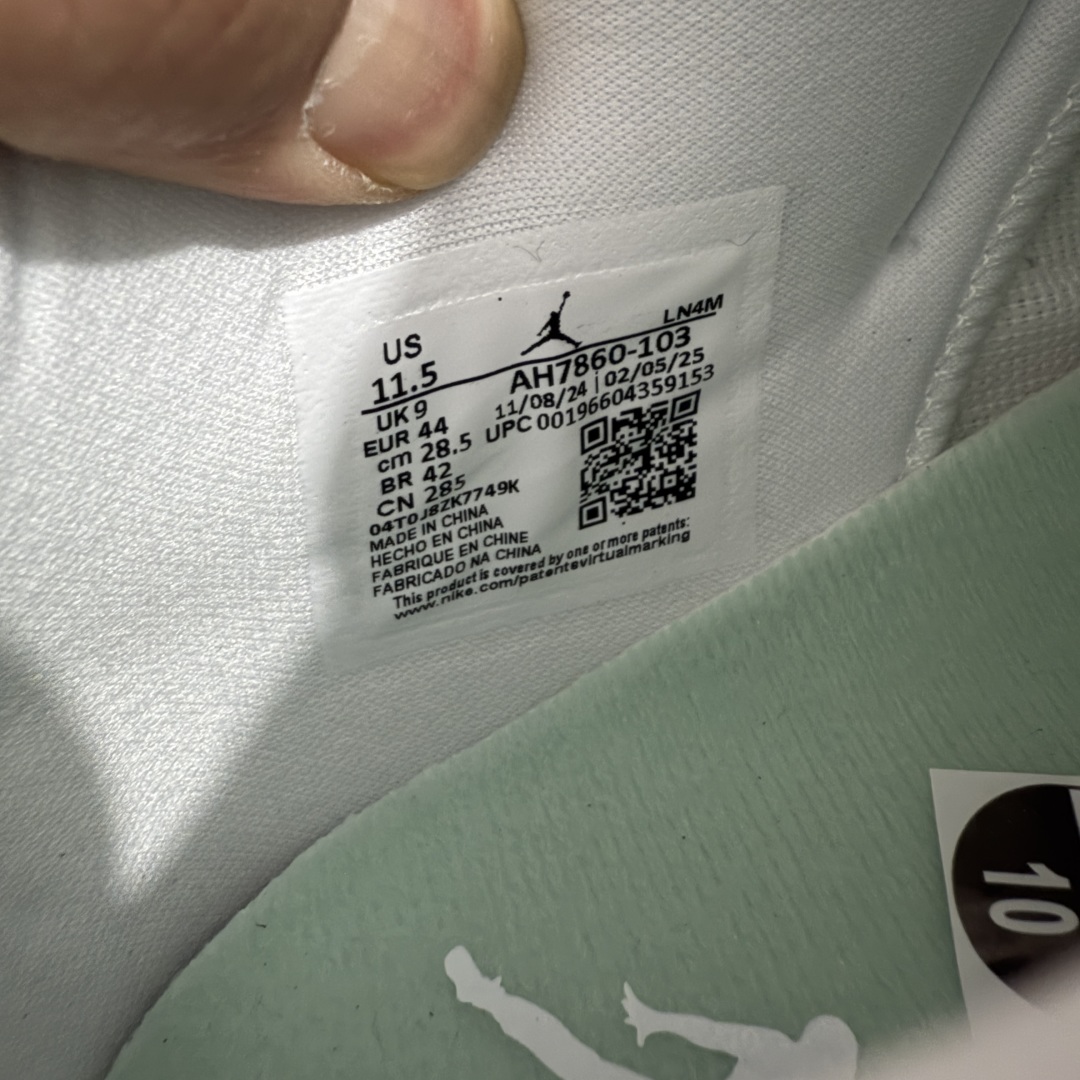 US
LN4M
11.5
AH7860-103
UK 9
11/08/24 | 02/05/25
EUR 44
UPC 00196604359153
cm 28.5
BR 42
CN 285
04T0J8ZK7749K
MADE IN CHINA
HECHO EN CHINA
FABRIQUE EN CHINE
FABRICADO NA CHINA
This product is covered by one or more patents:
www.nike.com/patentsvirtualmarking
10